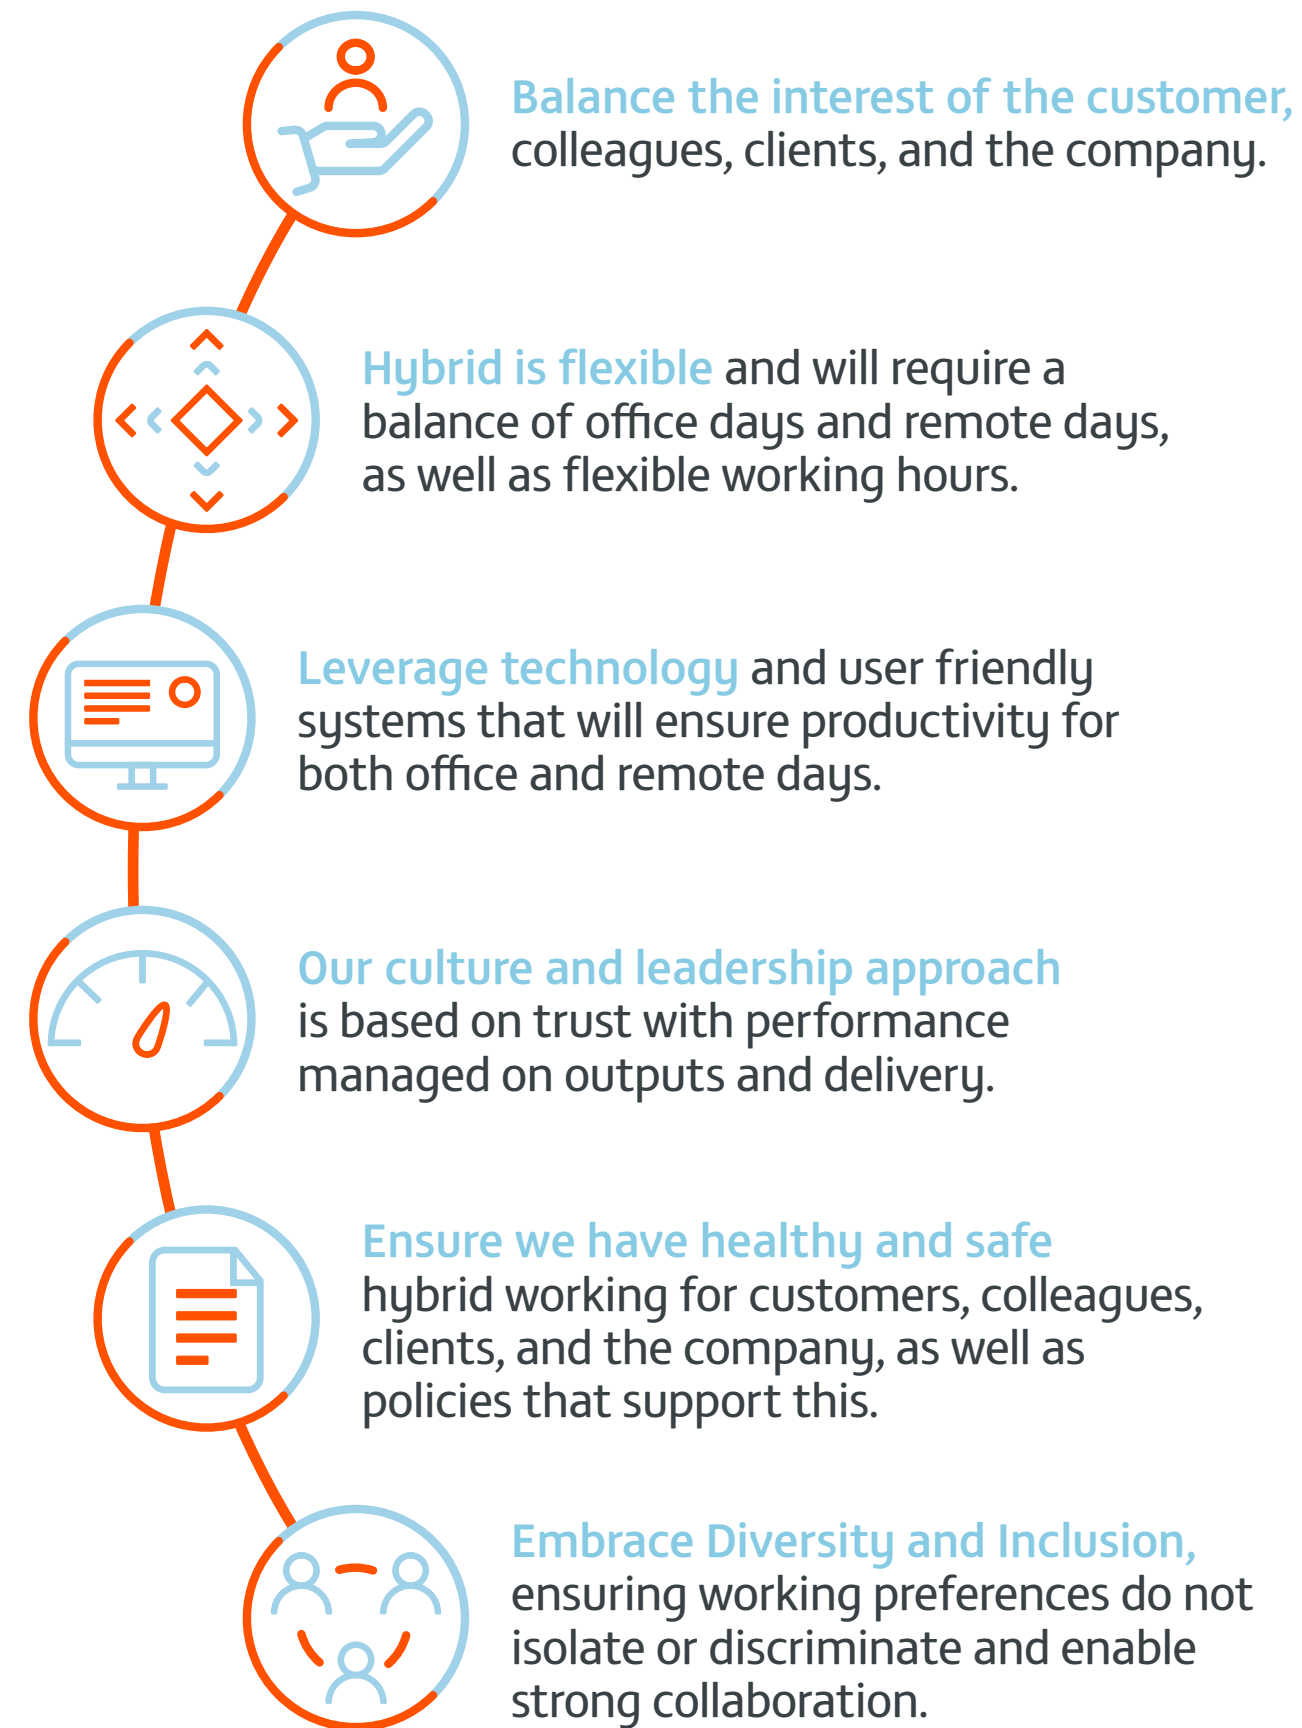 Balance the interest of the customer,
colleagues, clients, and the company.
Hybrid is flexible and will require a
balance of office days and remote days,
as well as flexible working hours.
Leverage technology and user friendly
systems that will ensure productivity for
both office and remote days.
Our culture and leadership approach
is based on trust with performance
managed on outputs and delivery.
Ensure we have healthy and safe
hybrid working for customers, colleagues,
clients, and the company, as well as
policies that support this.
Embrace Diversity and Inclusion,
ensuring working preferences do not
isolate or discriminate and enable
strong collaboration.